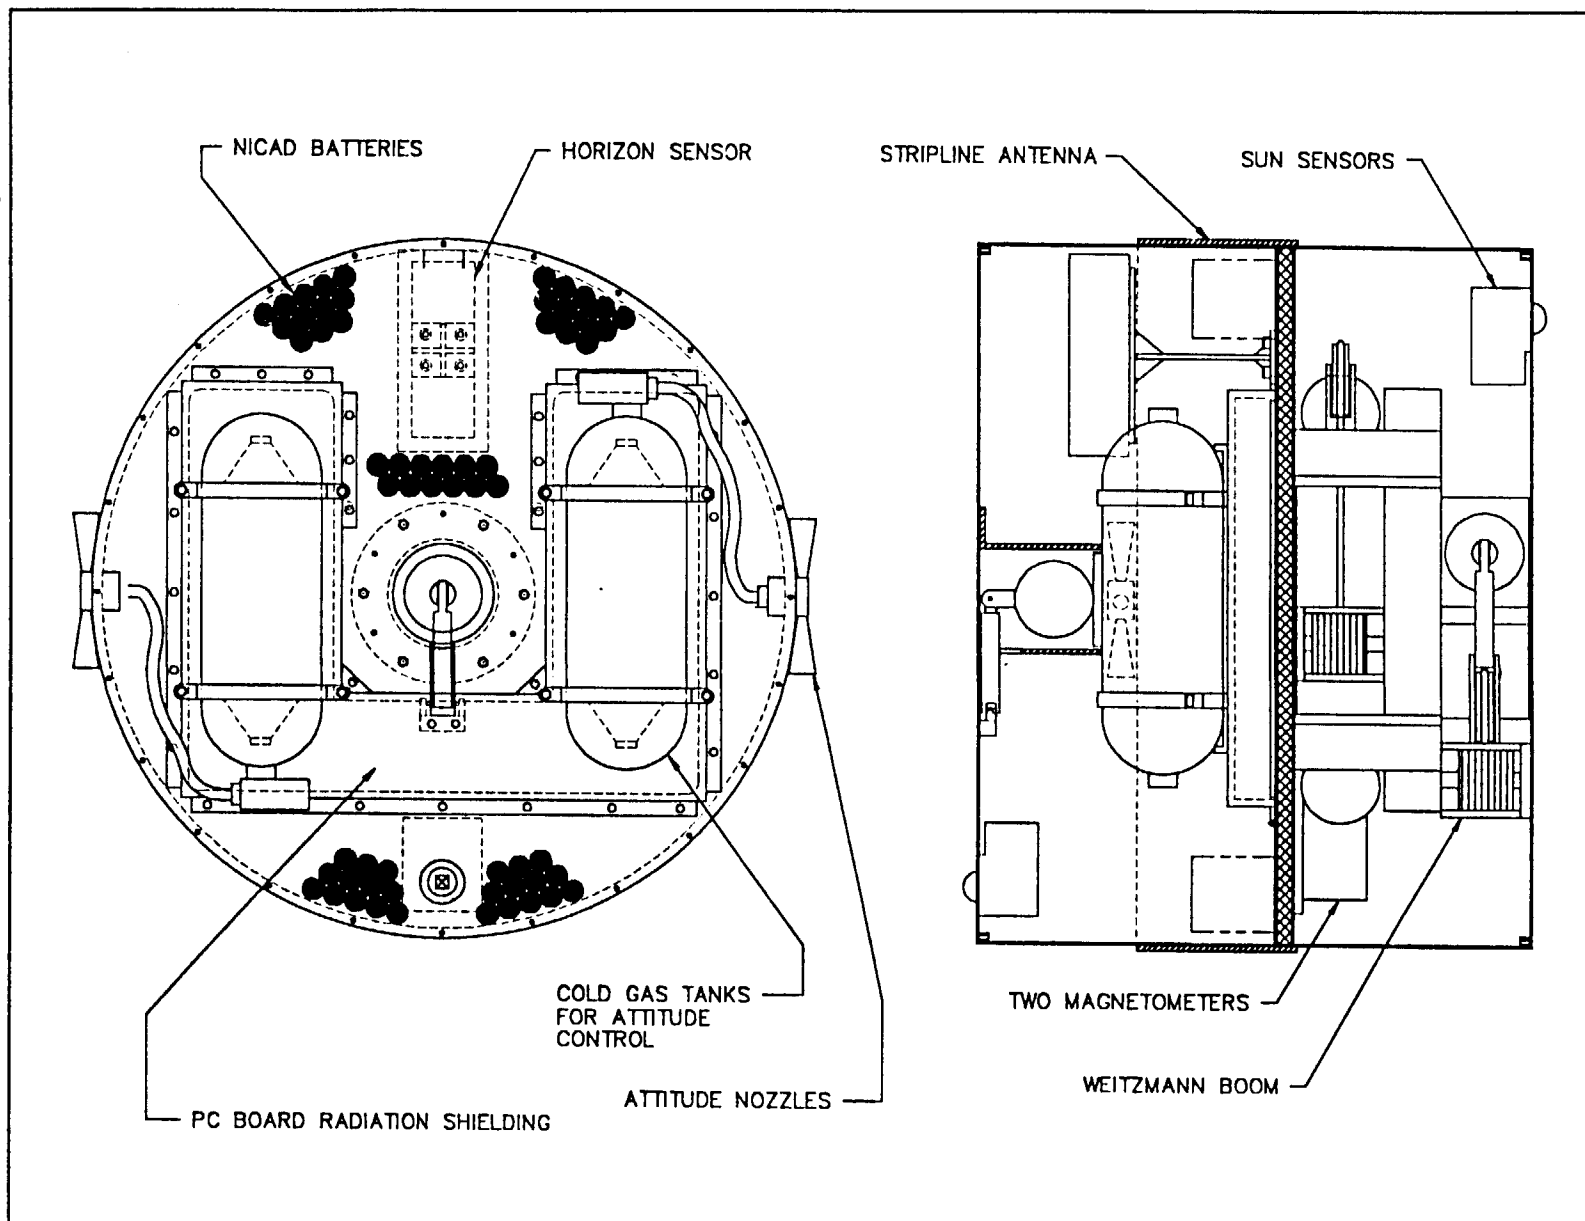 NICAD BATTERIES
HORIZON SENSOR
STRIPLINE ANTENNA
SUN SENSORS
COLD GAS TANKS
FOR ATTITUDE
CONTROL
TWO MAGNETOMETERS
WEITZMANN BOOM
ATTITUDE NOZZLES
PC BOARD RADIATION SHIELDING